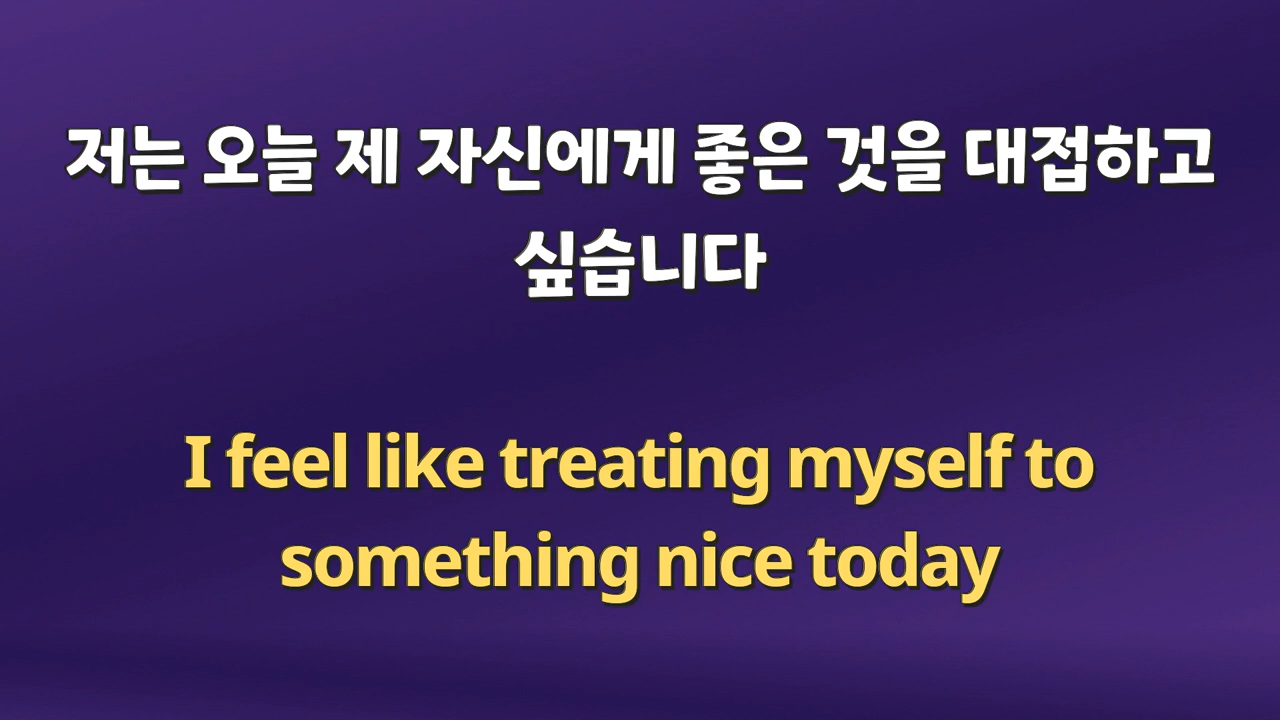 저는 오늘 제 자신에게 좋은 것을 대접하고
싶습니다
I feel like treating myself to
something nice today